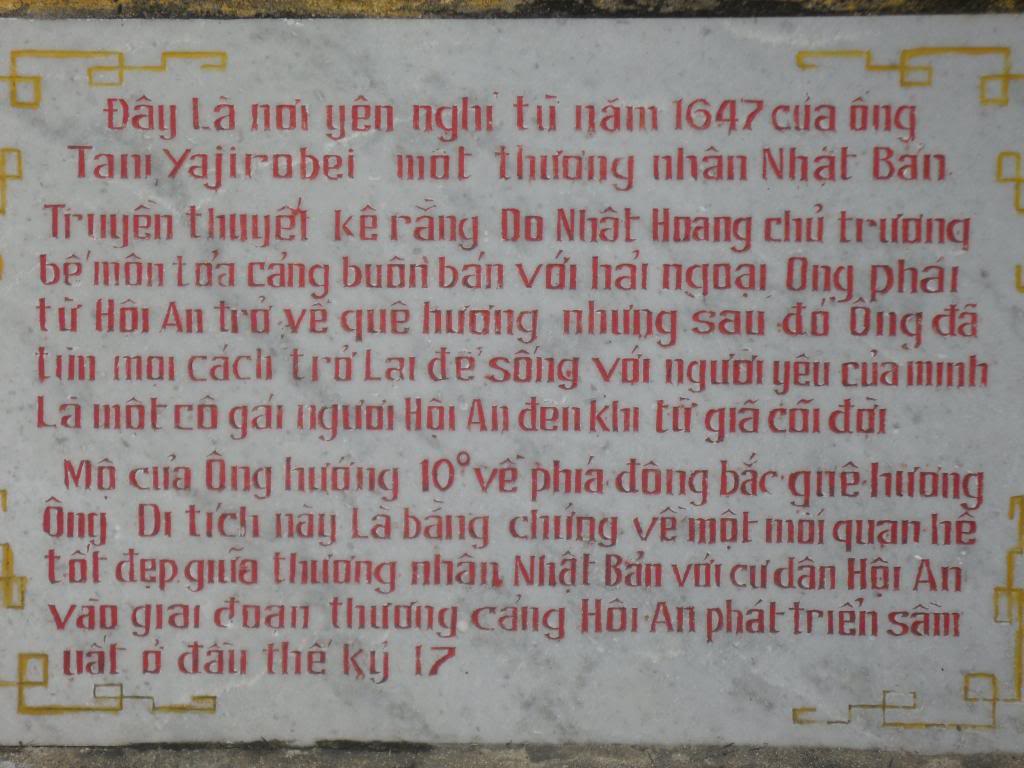 Đây Là nơi yên nghỉ từ năm 1647 của ông
Tani Yajirobei một thương nhân Nhật Bản
Truyền thuyết kể rằng Do Nhật Hoàng chủ trương
bế môn tỏa cảng buôn bán với hải ngoại Ông phải
từ Hội An trở về quê hương nhưng sau đó Ông đã
tìm mọi cách trở Lại để sống với người yêu của mình
Là một cô gái người Hội An đến khi từ giã cõi đời
Mộ của Ông hướng 10° về phía đông bắc quê hương
Ông Di tích này Là bằng chứng về một mối quan hệ
tốt đẹp giữa thương nhân Nhật Bản với cư dân Hội An
vào giai đoạn thương cảng Hội An phát triển sầm
uất ở đầu thế kỷ 17